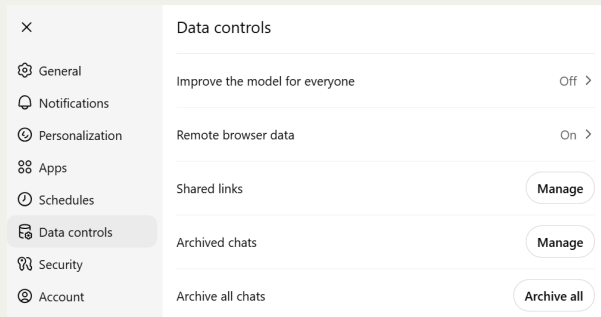 Data controls
General
Notifications
Personalization
Apps
Schedules
Data controls
Security
Account
Improve the model for everyone Off
Remote browser data On
Shared links Manage
Archived chats Manage
Archive all chats Archive all